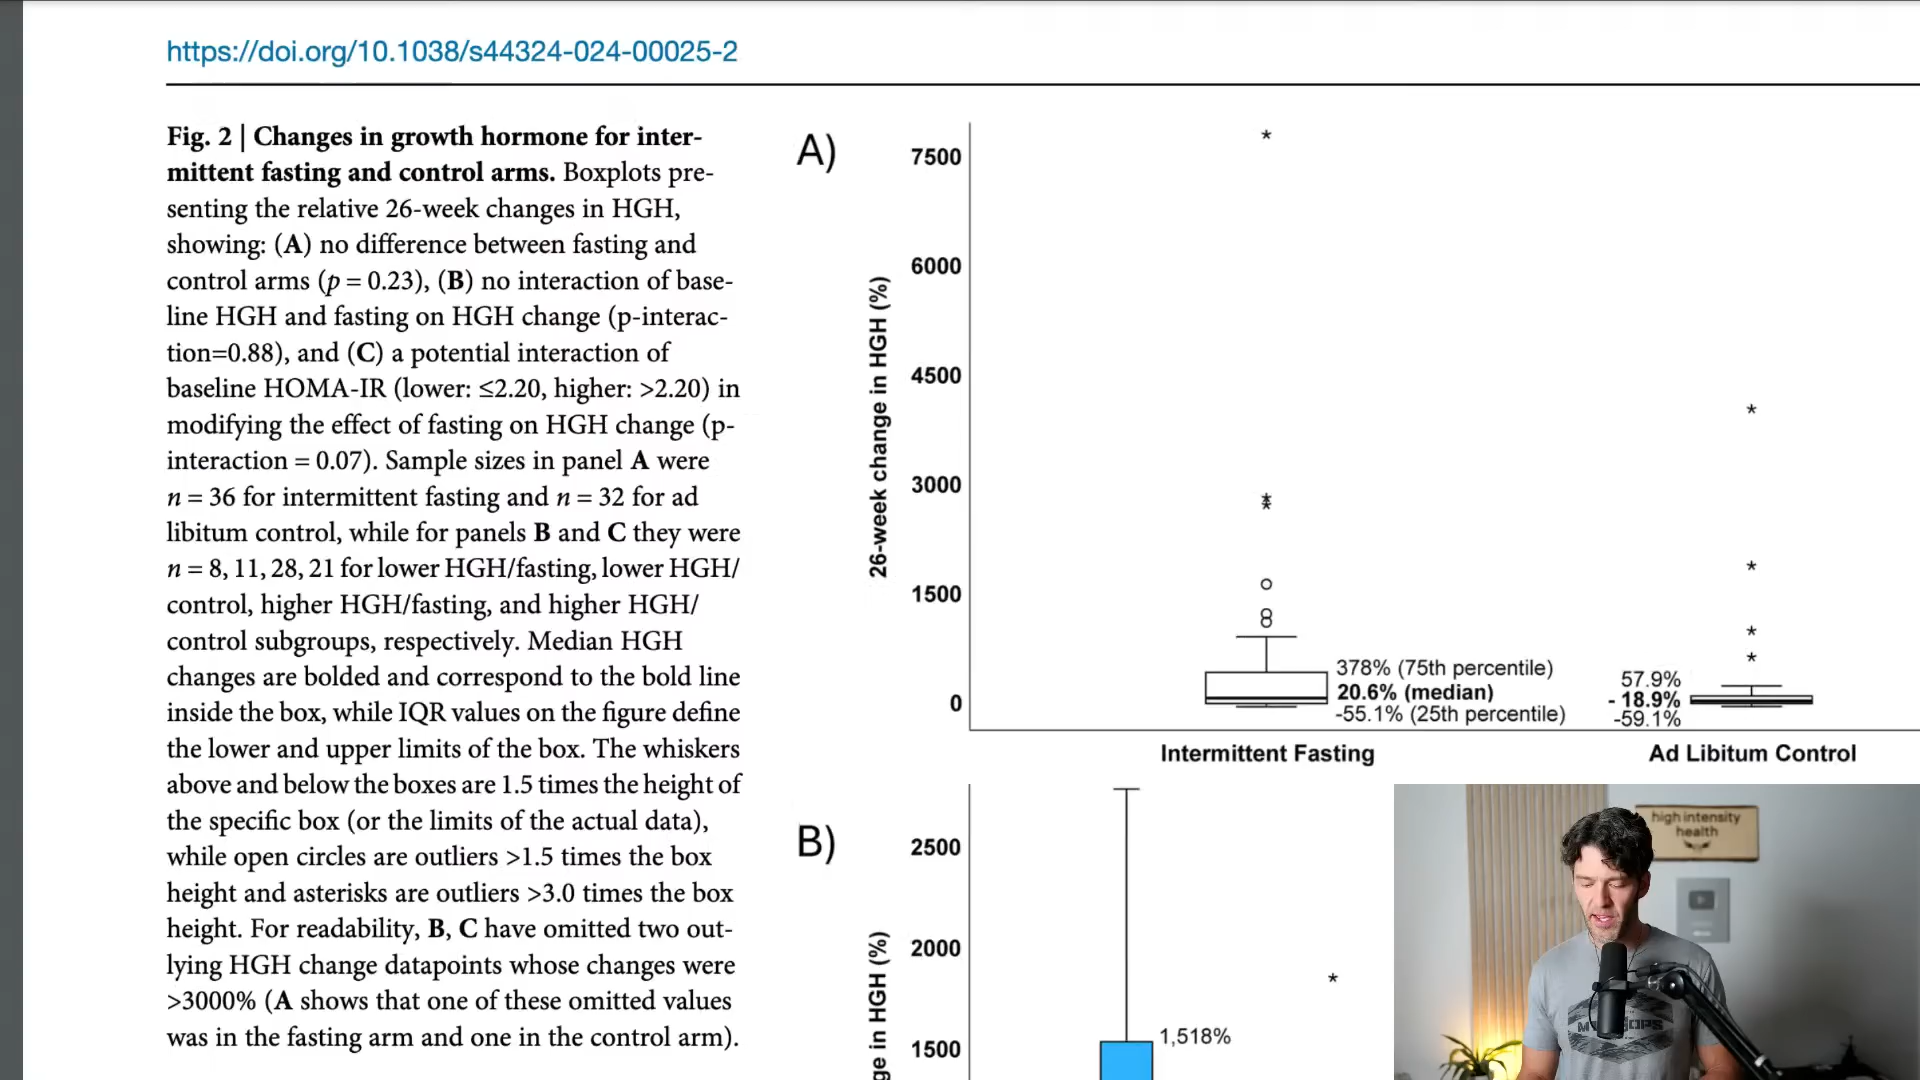 https://doi.org/10.1038/s44324-024-00025-2
Fig. 2 | Changes in growth hormone for inter-
mittent fasting and control arms. Boxplots pre-
senting the relative 26-week changes in HGH,
showing: (A) no difference between fasting and
control arms (p = 0.23), (B) no interaction of base-
line HGH and fasting on HGH change (p-interac-
tion=0.88), and (C) a potential interaction of
baseline HOMA-IR (lower: ≤2.20, higher: >2.20) in
modifying the effect of fasting on HGH change (p-
interaction = 0.07). Sample sizes in panel A were
n = 36 for intermittent fasting and n = 32 for ad
libitum control, while for panels B and C they were
n = 8, 11, 28, 21 for lower HGH/fasting, lower HGH/
control, higher HGH/fasting, and higher HGH/
control subgroups, respectively. Median HGH
changes are bolded and correspond to the bold line
inside the box, while IQR values on the figure define
the lower and upper limits of the box. The whiskers
above and below the boxes are 1.5 times the height of
the specific box (or the limits of the actual data),
while open circles are outliers >1.5 times the box
height and asterisks are outliers >3.0 times the box
height. For readability, B, C have omitted two out-
lying HGH change datapoints whose changes were
>3000% (A shows that one of these omitted values
was in the fasting arm and one in the control arm).
A)
26-week change in HGH (%)
7500
6000
4500
3000
1500
0
378% (75th percentile)
20.6% (median)
-55.1% (25th percentile)
57.9%
- 18.9%
-59.1%
Intermittent Fasting
Ad Libitum Control
B)
ge in HGH (%)
2500
2000
1500
1,518%
high intensity
health